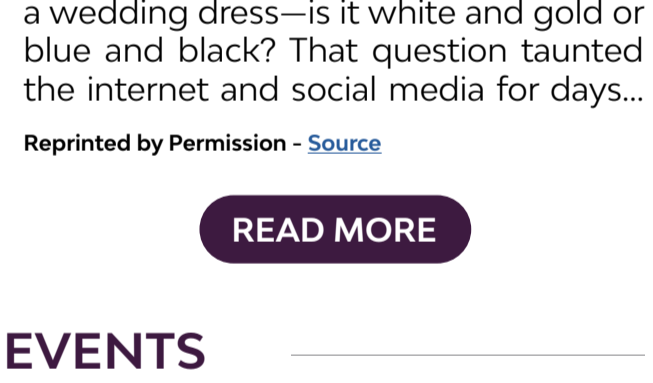 a wedding dress—is it white and gold or
blue and black? That question taunted
the internet and social media for days...
Reprinted by Permission - Source
READ MORE
EVENTS